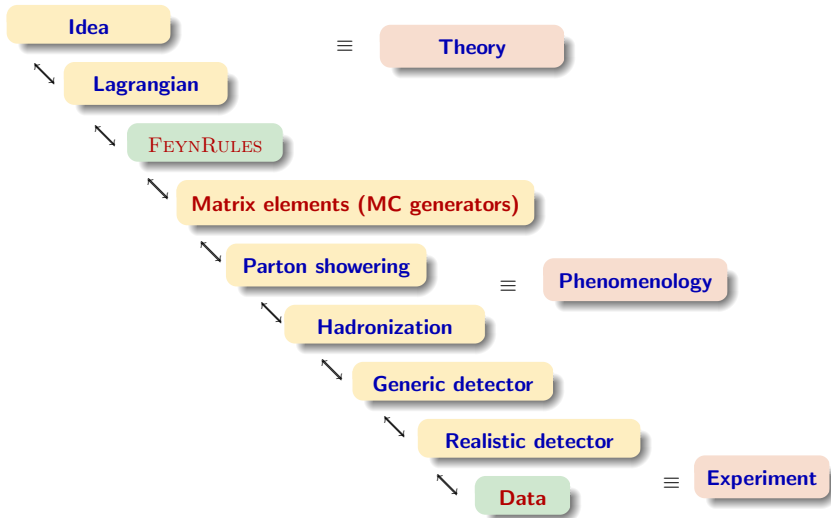 Idea
≡
Theory
Lagrangian
FEYNRULES
Matrix elements (MC generators)
Parton showering
≡
Phenomenology
Hadronization
Generic detector
Realistic detector
Data
≡
Experiment